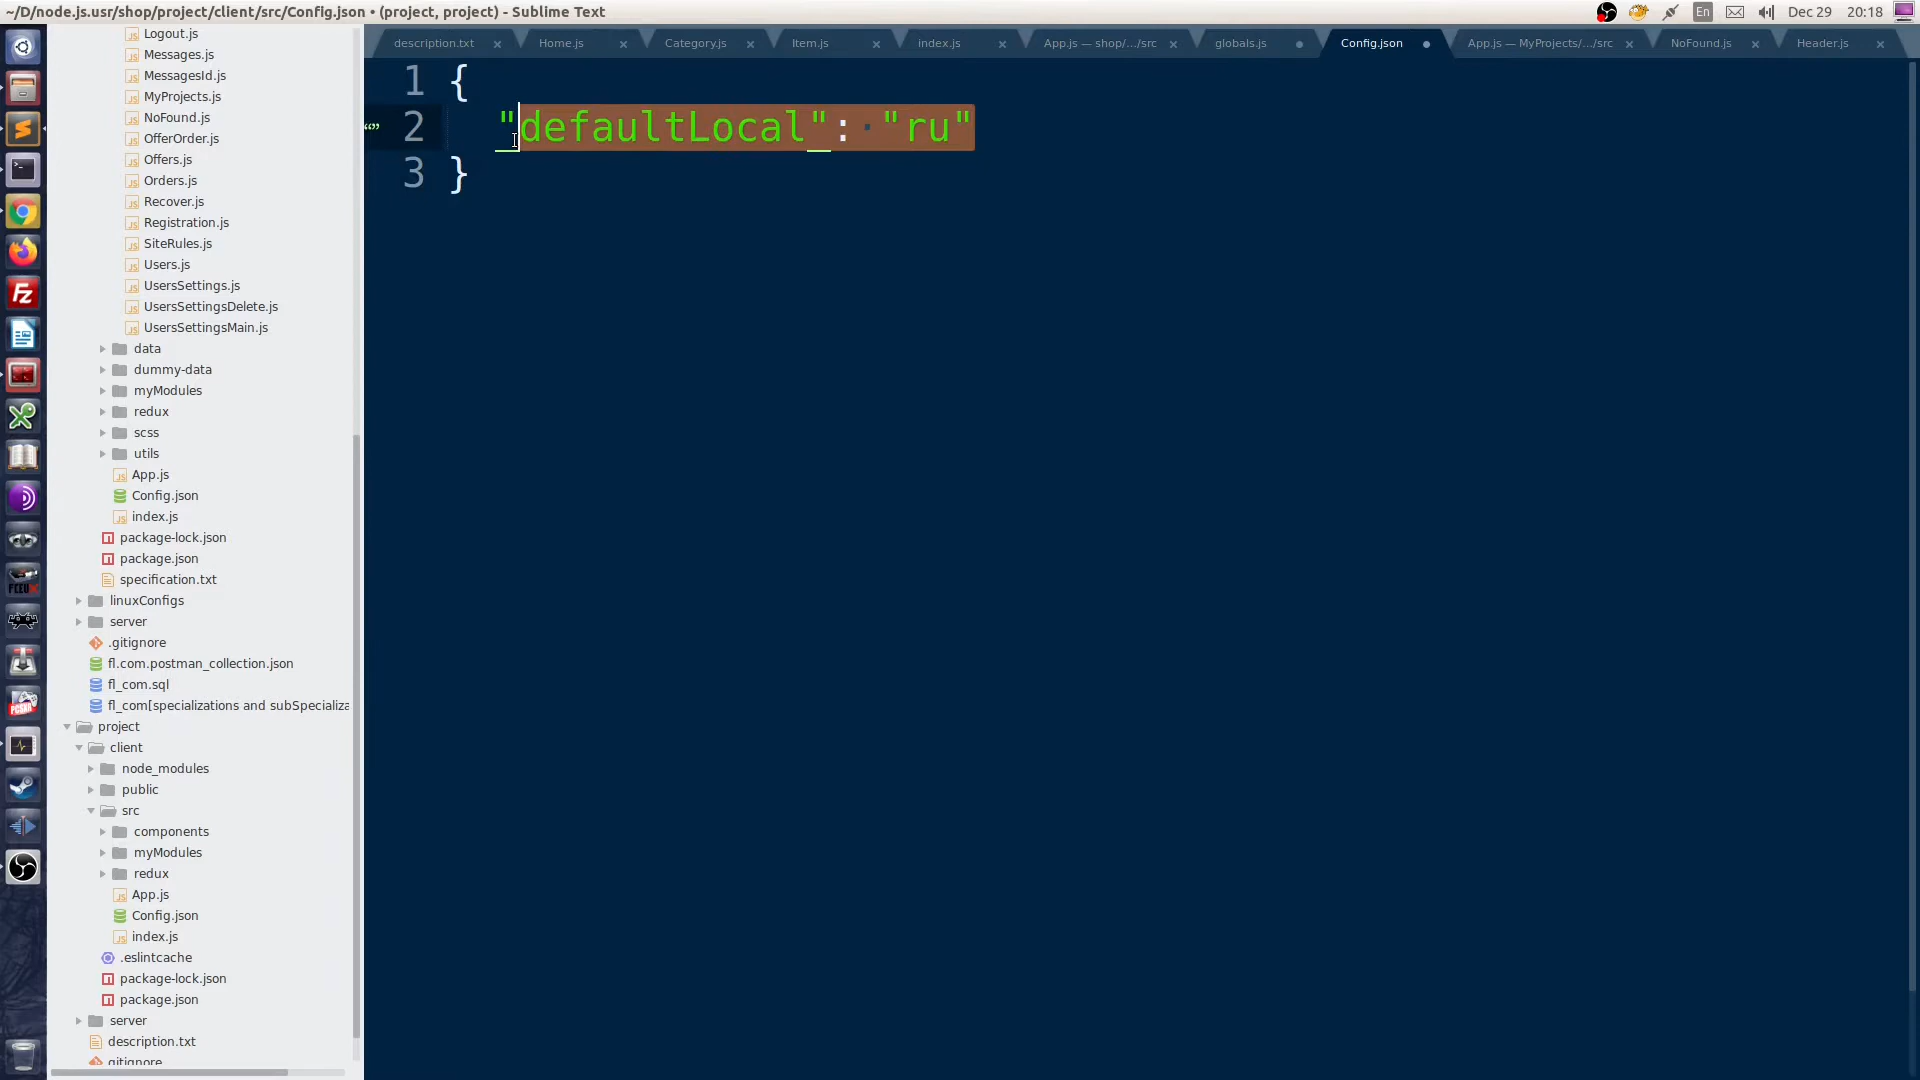 ~/D/node.js.usr/shop/project/client/src/Config.json • (project, project) - Sublime Text
En
Dec 29
20:18
description.txt
Home.js
Category.js
Item.js
index.js
App.js — shop/.../src
globals.js
Config.json
App.js — MyProjects/.../src
NoFound.js
Header.js
Logout.js
Messages.js
MessagesId.js
MyProjects.js
NoFound.js
OfferOrder.js
Offers.js
Orders.js
Recover.js
Registration.js
SiteRules.js
Users.js
UsersSettings.js
UsersSettingsDelete.js
UsersSettingsMain.js
data
dummy-data
myModules
redux
scss
utils
App.js
Config.json
index.js
package-lock.json
package.json
specification.txt
linuxConfigs
server
.gitignore
fl.com.postman_collection.json
fl_com.sql
fl_com[specializations and subSpecializa
project
client
node_modules
public
src
components
myModules
redux
App.js
Config.json
index.js
.eslintcache
package-lock.json
package.json
server
description.txt
.gitignore
1 {
2 "defaultLocal": "ru"
3 }